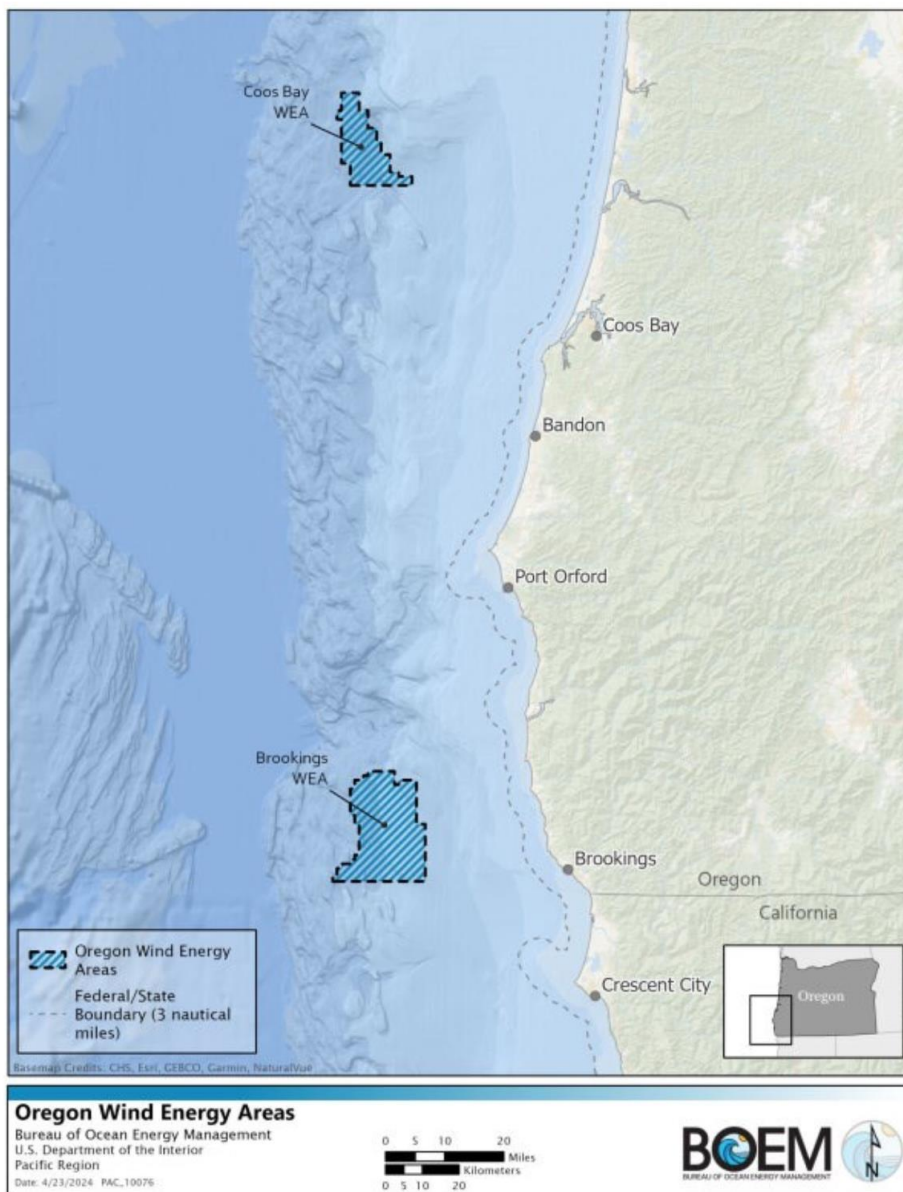 Coos Bay
WEA
Coos Bay
Bandon
Port Orford
Brookings
WEA
Brookings
Oregon
California
Crescent City
Oregon Wind Energy
Areas
Federal/State
Boundary (3 nautical
miles)
Oregon
Basemap Credits: CHS, Esri, GEBCO, Garmin, NaturalVue
Oregon Wind Energy Areas
Bureau of Ocean Energy Management
U.S. Department of the Interior
Pacific Region
Date: 4/23/2024 PAC_10076
0 5 10 20
Miles
Kilometers
0 5 10 20
BOEM
BUREAU OF OCEAN ENERGY MANAGEMENT
N